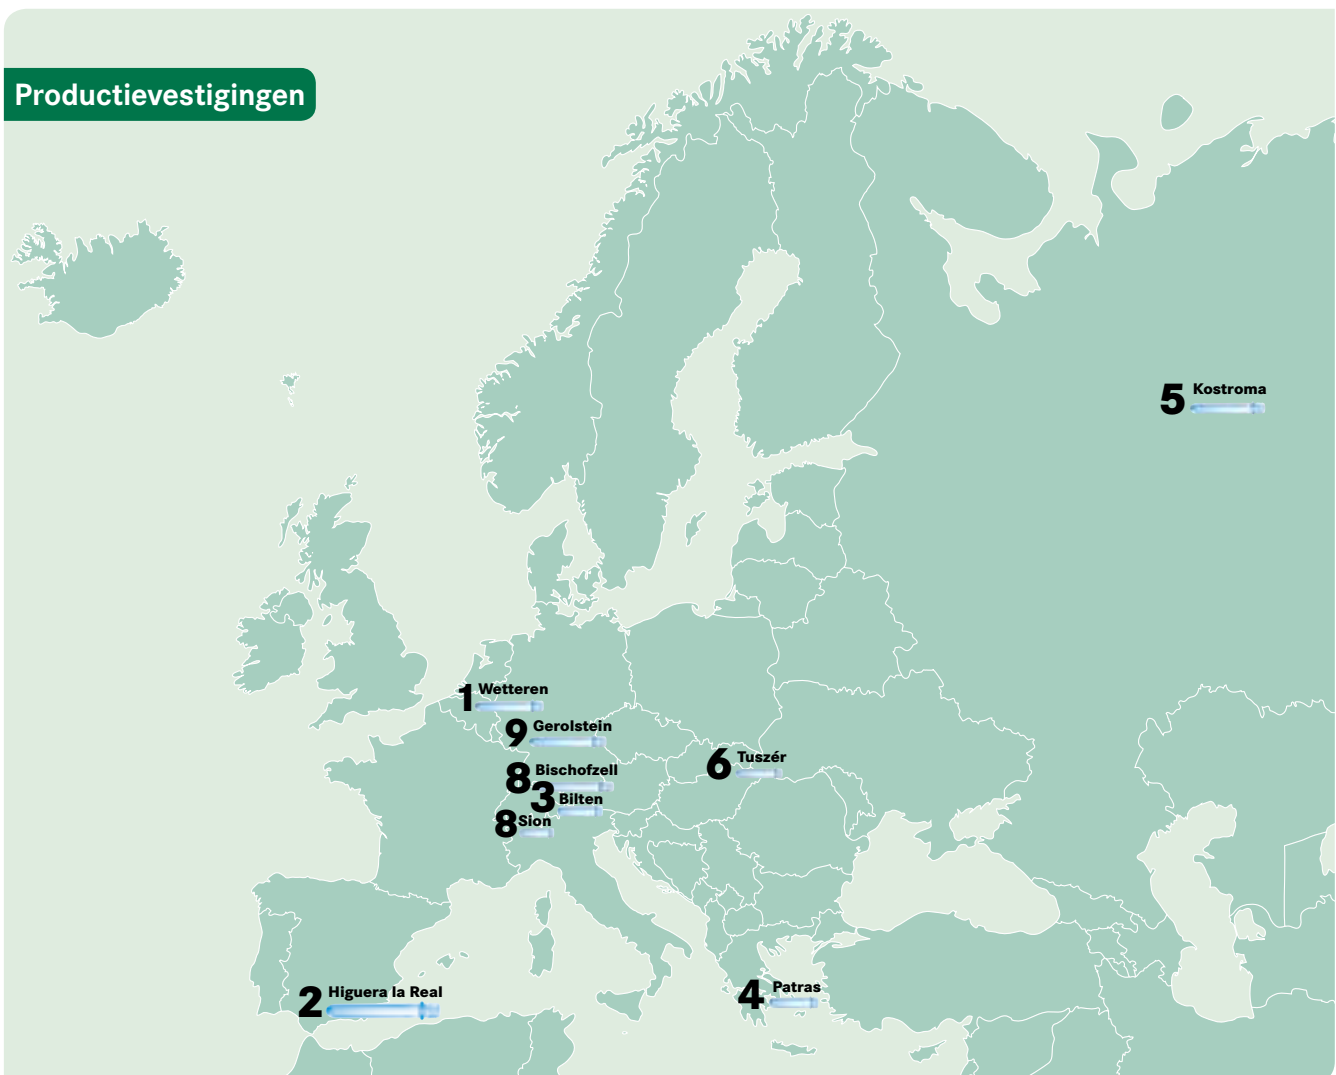 Productievestigingen
5 Kostroma
1 Wetteren
9 Gerolstein
6 Tuszér
8 Bischofzell
3 Bilten
8 Sion
2 Higuera la Real
4 Patras